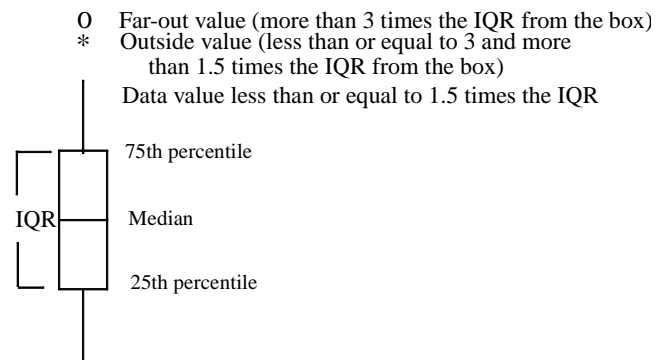 o Far-out value (more than 3 times the IQR from the box)
* Outside value (less than or equal to 3 and more
than 1.5 times the IQR from the box)
Data value less than or equal to 1.5 times the IQR
75th percentile
IQR Median
25th percentile